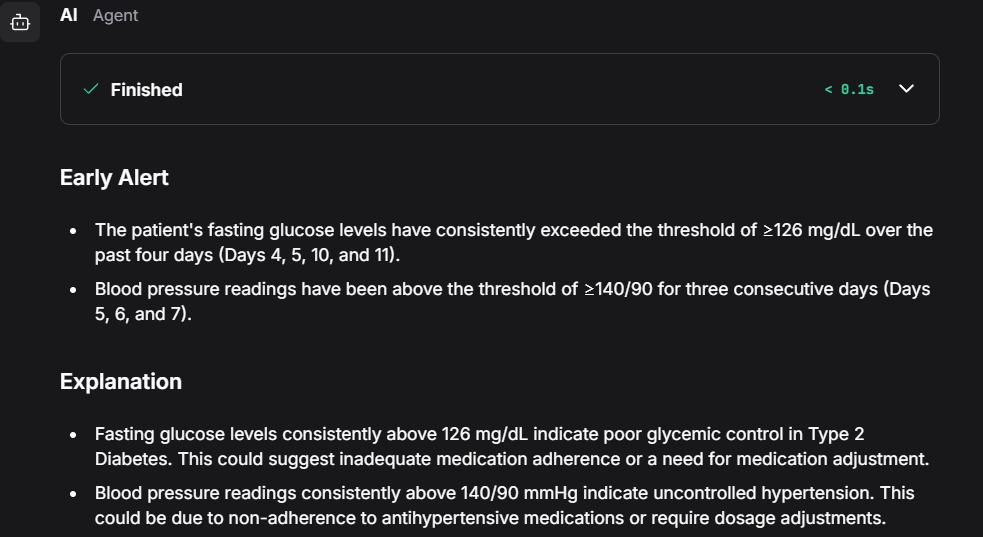 AI Agent
Finished < 0.1s
Early Alert
• The patient's fasting glucose levels have consistently exceeded the threshold of ≥126 mg/dL over the
past four days (Days 4, 5, 10, and 11).
• Blood pressure readings have been above the threshold of ≥140/90 for three consecutive days (Days
5, 6, and 7).
Explanation
• Fasting glucose levels consistently above 126 mg/dL indicate poor glycemic control in Type 2
Diabetes. This could suggest inadequate medication adherence or a need for medication adjustment.
• Blood pressure readings consistently above 140/90 mmHg indicate uncontrolled hypertension. This
could be due to non-adherence to antihypertensive medications or require dosage adjustments.